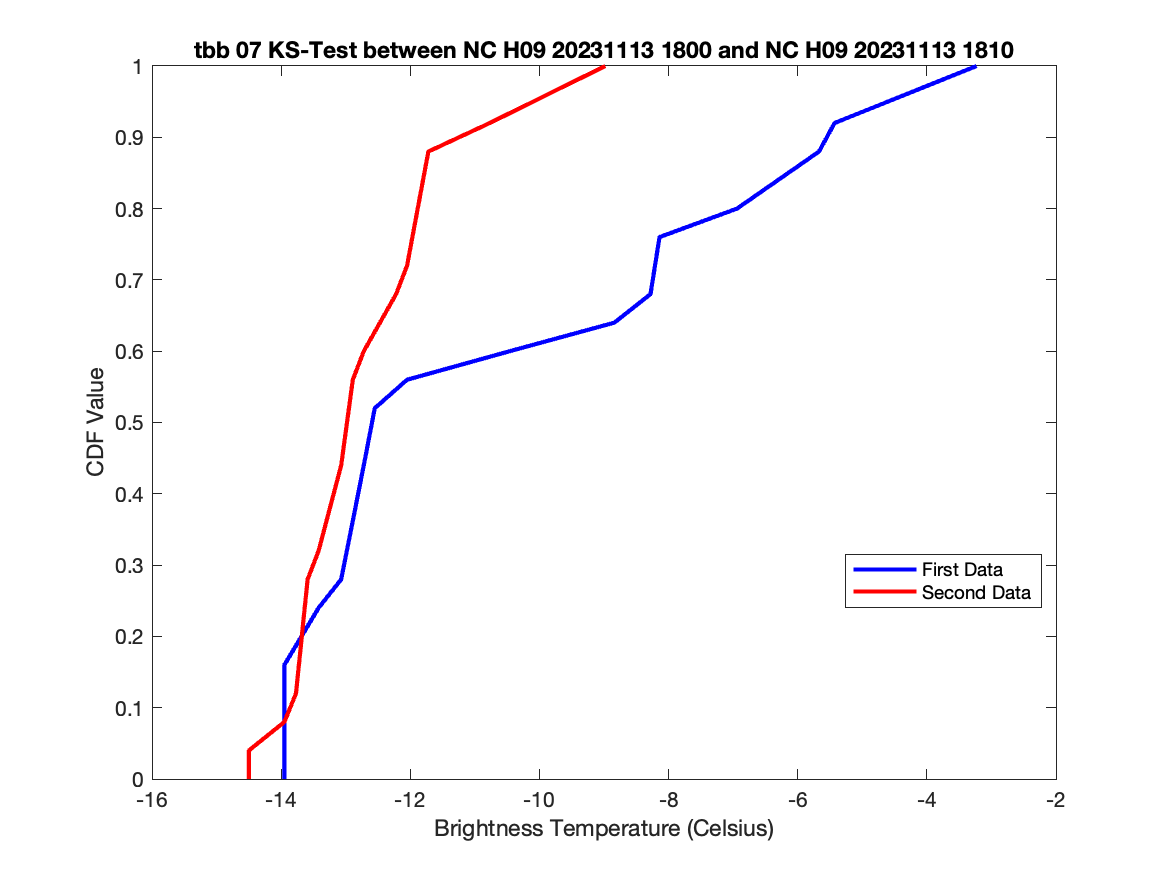 tbb 07 KS-Test between NC H09 20231113 1800 and NC H09 20231113 1810
1
0.9
0.8
0.7
0.6
0.5
0.4
0.3
0.2
0.1
0
CDF Value
First Data
Second Data
-16 -14 -12 -10 -8 -6 -4 -2
Brightness Temperature (Celsius)